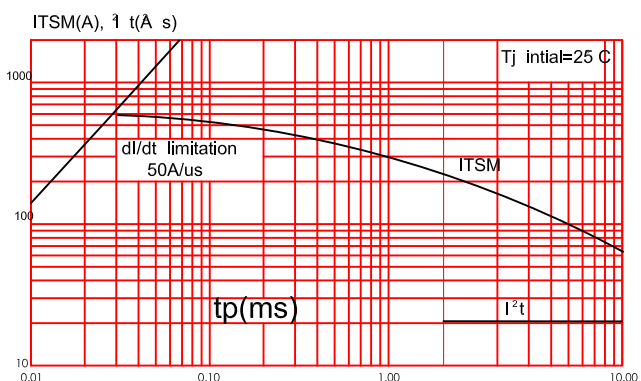 ITSM(A), ²I t(Å s)
Tj intial=25 C
1000
dI/dt limitation
50A/us
ITSM
100
tp(ms)
I²t
10
0.01 0.10 1.00 10.00